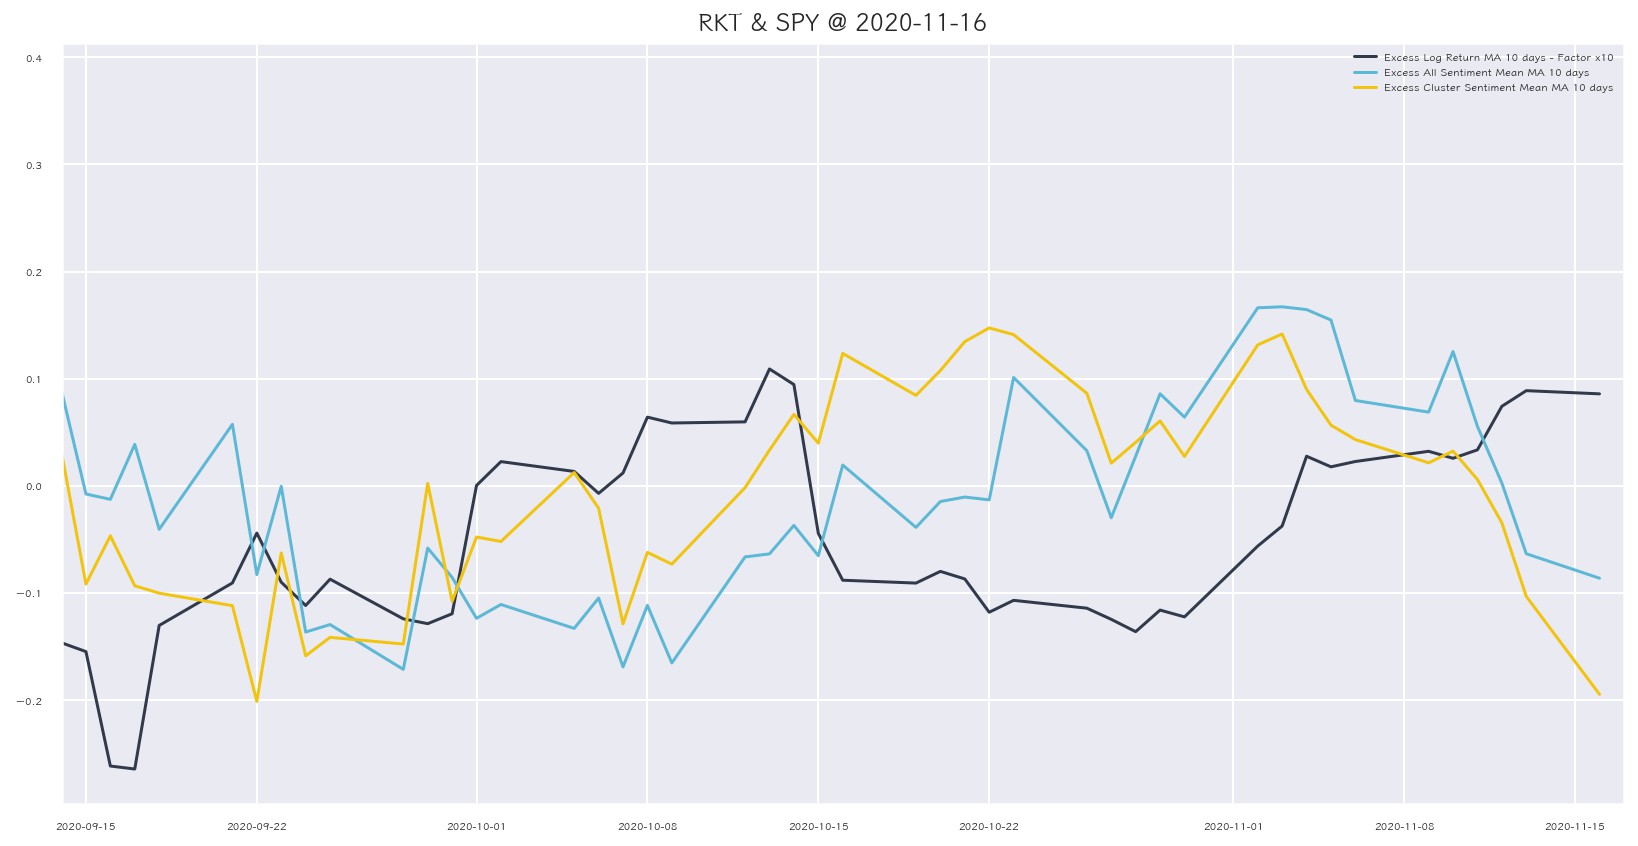 RKT & SPY @ 2020-11-16
Excess Log Return MA 10 days - Factor x10
Excess All Sentiment Mean MA 10 days
Excess Cluster Sentiment Mean MA 10 days
0.4
0.3
0.2
0.1
0.0
−0.1
−0.2
2020-09-15 2020-09-22 2020-10-01 2020-10-08 2020-10-15 2020-10-22 2020-11-01 2020-11-08 2020-11-15